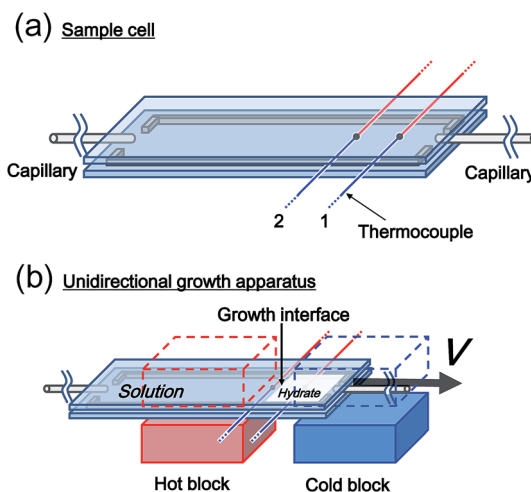 (a) Sample cell
Capillary
Capillary
2
1
Thermocouple
(b) Unidirectional growth apparatus
Growth interface
V
Solution
Hydrate
Hot block
Cold block